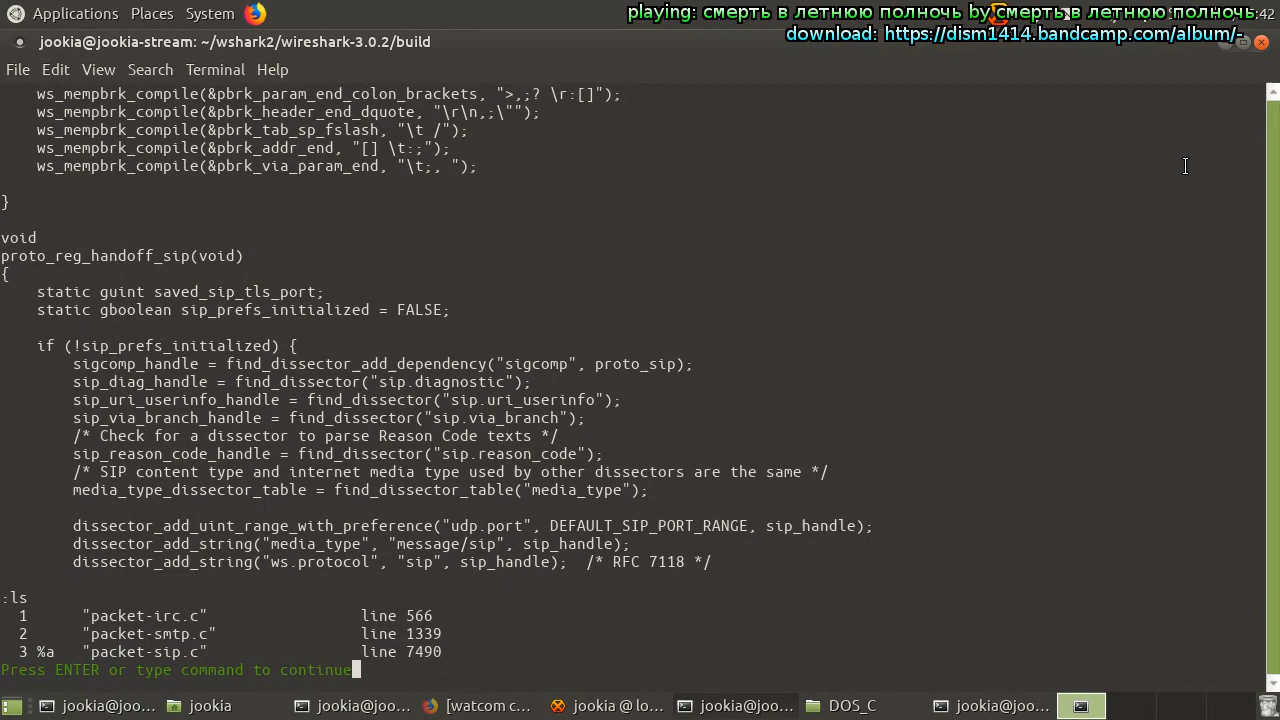 Applications Places System
playing: смерть в летнюю полночь by смерть в летнюю полночь
:42
download: https://dism1414.bandcamp.com/album/-
jookia@jookia-stream: ~/wshark2/wireshark-3.0.2/build
File Edit View Search Terminal Help
ws_mempbrk_compile(&pbrk_param_end_colon_brackets, ">,;? \r:[]");
ws_mempbrk_compile(&pbrk_header_end_dquote, "\r\n,;\"");
ws_mempbrk_compile(&pbrk_tab_sp_fslash, "\t /");
ws_mempbrk_compile(&pbrk_addr_end, "[] \t:;");
ws_mempbrk_compile(&pbrk_via_param_end, "\t;, ");
}
void
proto_reg_handoff_sip(void)
{
static guint saved_sip_tls_port;
static gboolean sip_prefs_initialized = FALSE;
if (!sip_prefs_initialized) {
sigcomp_handle = find_dissector_add_dependency("sigcomp", proto_sip);
sip_diag_handle = find_dissector("sip.diagnostic");
sip_uri_userinfo_handle = find_dissector("sip.uri_userinfo");
sip_via_branch_handle = find_dissector("sip.via_branch");
/* Check for a dissector to parse Reason Code texts */
sip_reason_code_handle = find_dissector("sip.reason_code");
/* SIP content type and internet media type used by other dissectors are the same */
media_type_dissector_table = find_dissector_table("media_type");
dissector_add_uint_range_with_preference("udp.port", DEFAULT_SIP_PORT_RANGE, sip_handle);
dissector_add_string("media_type", "message/sip", sip_handle);
dissector_add_string("ws.protocol", "sip", sip_handle); /* RFC 7118 */
:ls
1 "packet-irc.c" line 566
2 "packet-smtp.c" line 1339
3 %a "packet-sip.c" line 7490
Press ENTER or type command to continue
jookia@joo... jookia jookia@joo... [watcom c... jookia @ lo... jookia@joo... DOS_C jookia@joo...